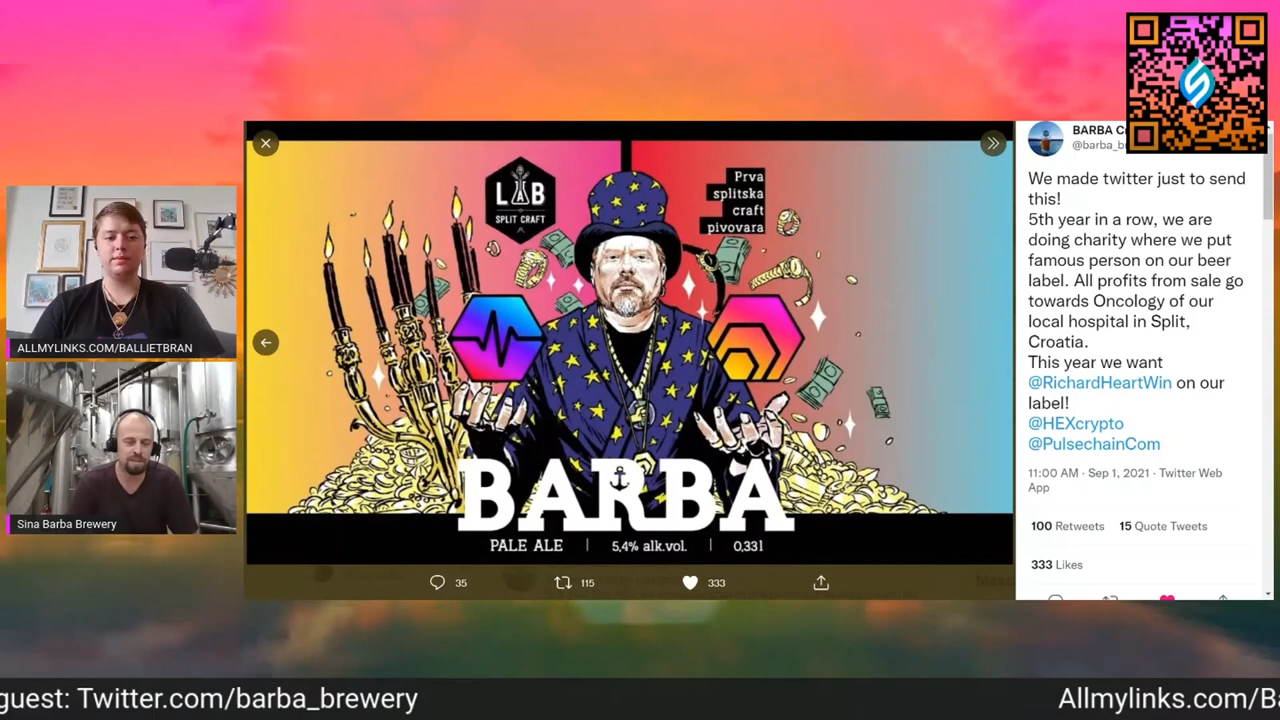 ALLMYLINKS.COM/BALLIETBRAN
Sina Barba Brewery
LAB
SPLIT CRAFT
Prva
splitska
craft
pivovara
BARBA
PALE ALE | 5,4% alk.vol. | 0,33l
35
115
333
BARBA
We made twitter just to send
this!
5th year in a row, we are
doing charity where we put
famous person on our beer
label. All profits from sale go
towards Oncology of our
local hospital in Split,
Croatia.
This year we want
@RichardHeartWin on our
label!
@HEXcrypto
@PulsechainCom
11:00 AM · Sep 1, 2021 · Twitter Web
App
100 Retweets 15 Quote Tweets
333 Likes
guest: Twitter.com/barba_brewery
Allmylinks.com/Ba